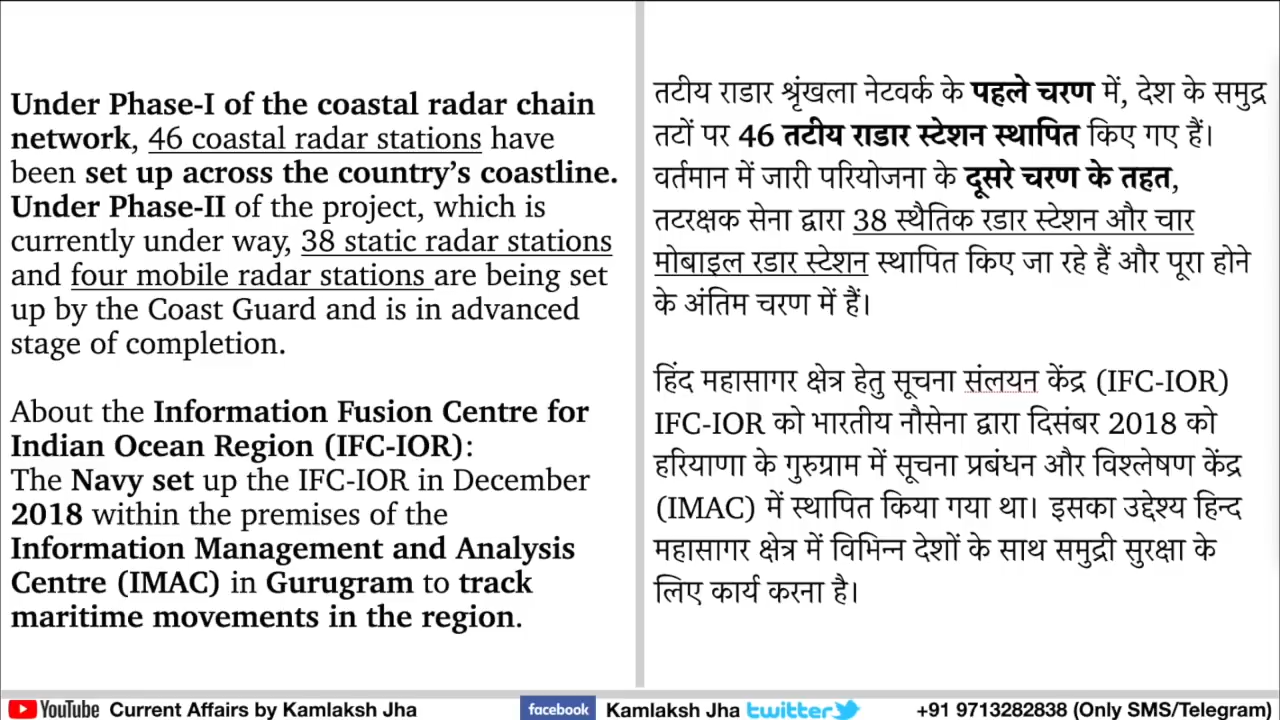 Under Phase-I of the coastal radar chain
network, 46 coastal radar stations have
been set up across the country’s coastline.
Under Phase-II of the project, which is
currently under way, 38 static radar stations
and four mobile radar stations are being set
up by the Coast Guard and is in advanced
stage of completion.
About the Information Fusion Centre for
Indian Ocean Region (IFC-IOR):
The Navy set up the IFC-IOR in December
2018 within the premises of the
Information Management and Analysis
Centre (IMAC) in Gurugram to track
maritime movements in the region.
तटीय राडार श्रृंखला नेटवर्क के पहले चरण में, देश के समुद्र
तटों पर 46 तटीय राडार स्टेशन स्थापित किए गए हैं।
वर्तमान में जारी परियोजना के दूसरे चरण के तहत,
तटरक्षक सेना द्वारा 38 स्थैतिक रडार स्टेशन और चार
मोबाइल रडार स्टेशन स्थापित किए जा रहे हैं और पूरा होने
के अंतिम चरण में हैं।
हिंद महासागर क्षेत्र हेतु सूचना संलयन केंद्र (IFC-IOR)
IFC-IOR को भारतीय नौसेना द्वारा दिसंबर 2018 को
हरियाणा के गुरुग्राम में सूचना प्रबंधन और विश्लेषण केंद्र
(IMAC) में स्थापित किया गया था। इसका उद्देश्य हिन्द
महासागर क्षेत्र में विभिन्न देशों के साथ समुद्री सुरक्षा के
लिए कार्य करना है।
YouTube Current Affairs by Kamlaksh Jha facebook Kamlaksh Jha twitter +91 9713282838 (Only SMS/Telegram)